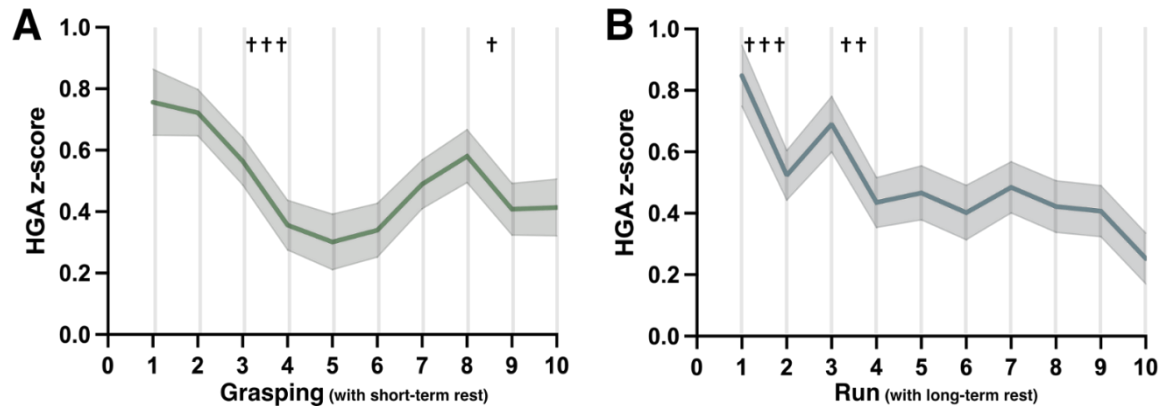 A
HGA z-score
1.0
0.8
0.6
0.4
0.2
0.0
††† †
0 1 2 3 4 5 6 7 8 9 10
Grasping (with short-term rest)
B
HGA z-score
1.0
0.8
0.6
0.4
0.2
0.0
††† ††
0 1 2 3 4 5 6 7 8 9 10
Run (with long-term rest)